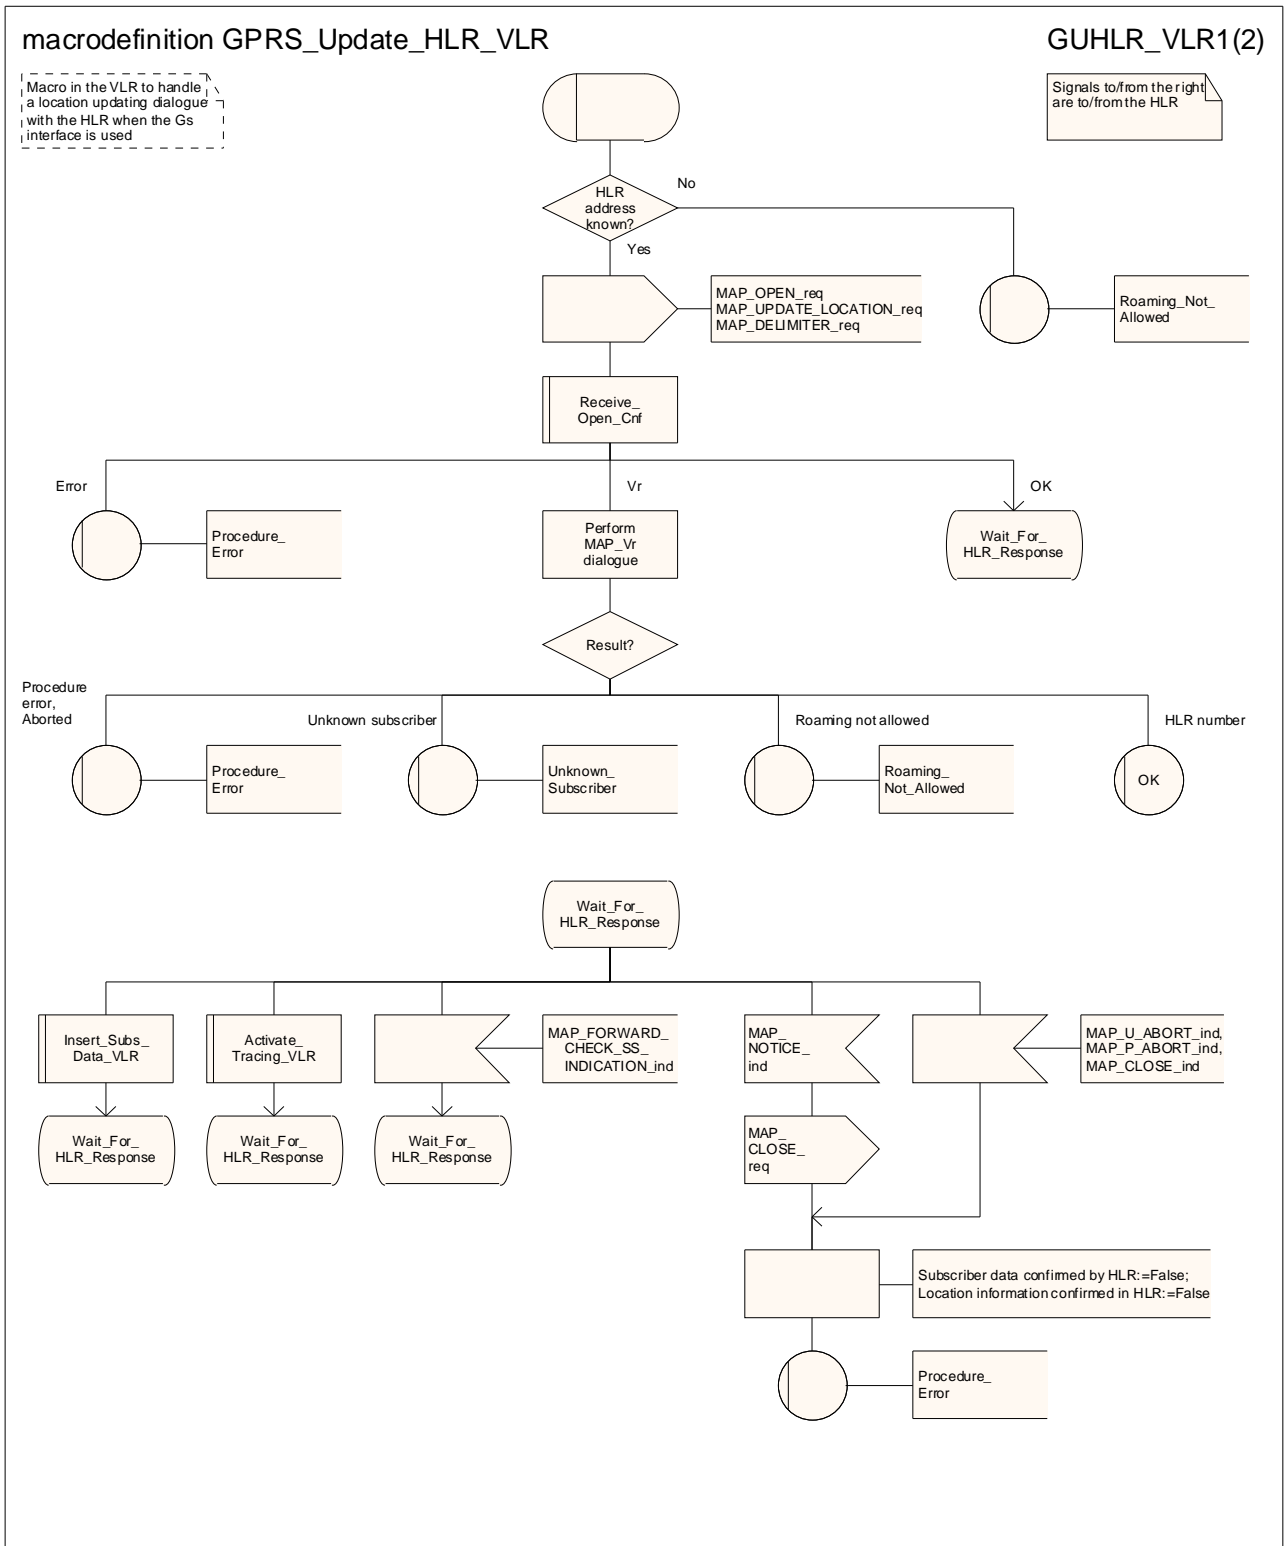 macrodefinition GPRS_Update_HLR_VLR
GUHLR_VLR1(2)
Macro in the VLR to handle
a location updating dialogue
with the HLR when the Gs
interface is used
Signals to/from the right
are to/from the HLR
HLR
address
known?
No
Yes
MAP_OPEN_req
MAP_UPDATE_LOCATION_req
MAP_DELIMITER_req
Roaming_Not_
Allowed
Receive_
Open_Cnf
Error
Vr
OK
Procedure_
Error
Perform
MAP_Vr
dialogue
Wait_For_
HLR_Response
Result?
Procedure
error,
Aborted
Unknown subscriber
Roaming not allowed
HLR number
Procedure_
Error
Unknown_
Subscriber
Roaming_
Not_Allowed
OK
Wait_For_
HLR_Response
Insert_Subs_
Data_VLR
Activate_
Tracing_VLR
MAP_FORWARD_
CHECK_SS_
INDICATION_ind
MAP_
NOTICE_
ind
MAP_U_ABORT_ind,
MAP_P_ABORT_ind,
MAP_CLOSE_ind
Wait_For_
HLR_Response
Wait_For_
HLR_Response
Wait_For_
HLR_Response
MAP_
CLOSE_
req
Subscriber data confirmed by HLR:=False;
Location information confirmed in HLR:=False
Procedure_
Error